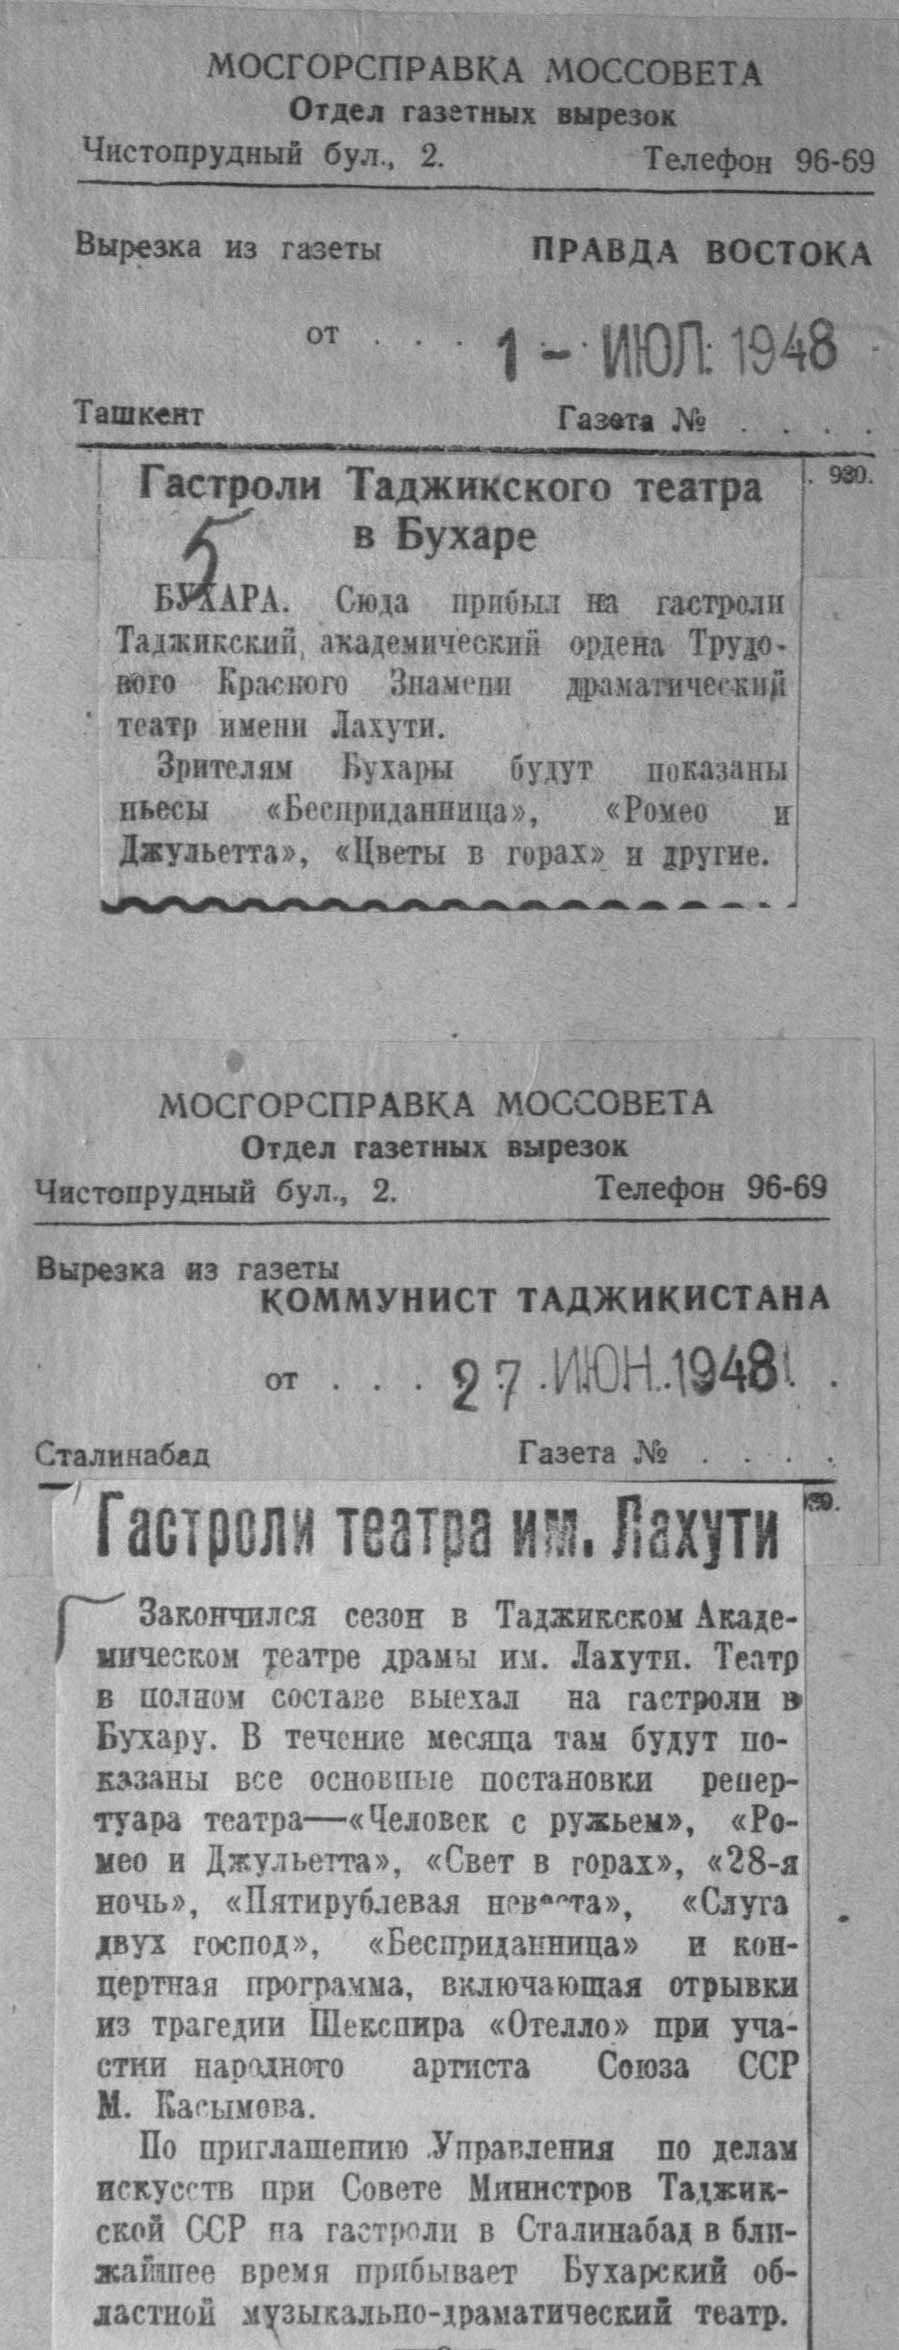 МОСГОРСПРАВКА МОССОВЕТА
Отдел газетных вырезок
Чистопрудный бул., 2. Телефон 96-69
Вырезка из газеты ПРАВДА ВОСТОКА
от . . . 1 - ИЮЛ. 1948
Ташкент Газета № . . . .
930.
Гастроли Таджикского театра
в Бухаре
5
БУХАРА. Сюда прибыл на гастроли
Таджикский академический ордена Трудо-
вого Красного Знамени драматический
театр имени Лахути.
Зрителям Бухары будут показаны
пьесы «Бесприданница», «Ромео и
Джульетта», «Цветы в горах» и другие.
МОСГОРСПРАВКА МОССОВЕТА
Отдел газетных вырезок
Чистопрудный бул., 2. Телефон 96-69
Вырезка из газеты
КОММУНИСТ ТАДЖИКИСТАНА
от . . . 27 ИЮН. 1948
Сталинабад Газета № . . . .
Гастроли театра им. Лахути
Закончился сезон в Таджикском Акаде-
мическом театре драмы им. Лахути. Театр
в полном составе выехал на гастроли в
Бухару. В течение месяца там будут по-
казаны все основные постановки репер-
туара театра—«Человек с ружьем», «Ро-
мео и Джульетта», «Свет в горах», «28-я
ночь», «Пятирублевая невеста», «Слуга
двух господ», «Бесприданница» и кон-
цертная программа, включающая отрывки
из трагедии Шекспира «Отелло» при уча-
стии народного артиста Союза ССР
М. Касымова.
По приглашению Управления по делам
искусств при Совете Министров Таджик-
ской ССР на гастроли в Сталинабад в бли-
жайшее время прибывает Бухарский об-
ластной музыкально-драматический театр.